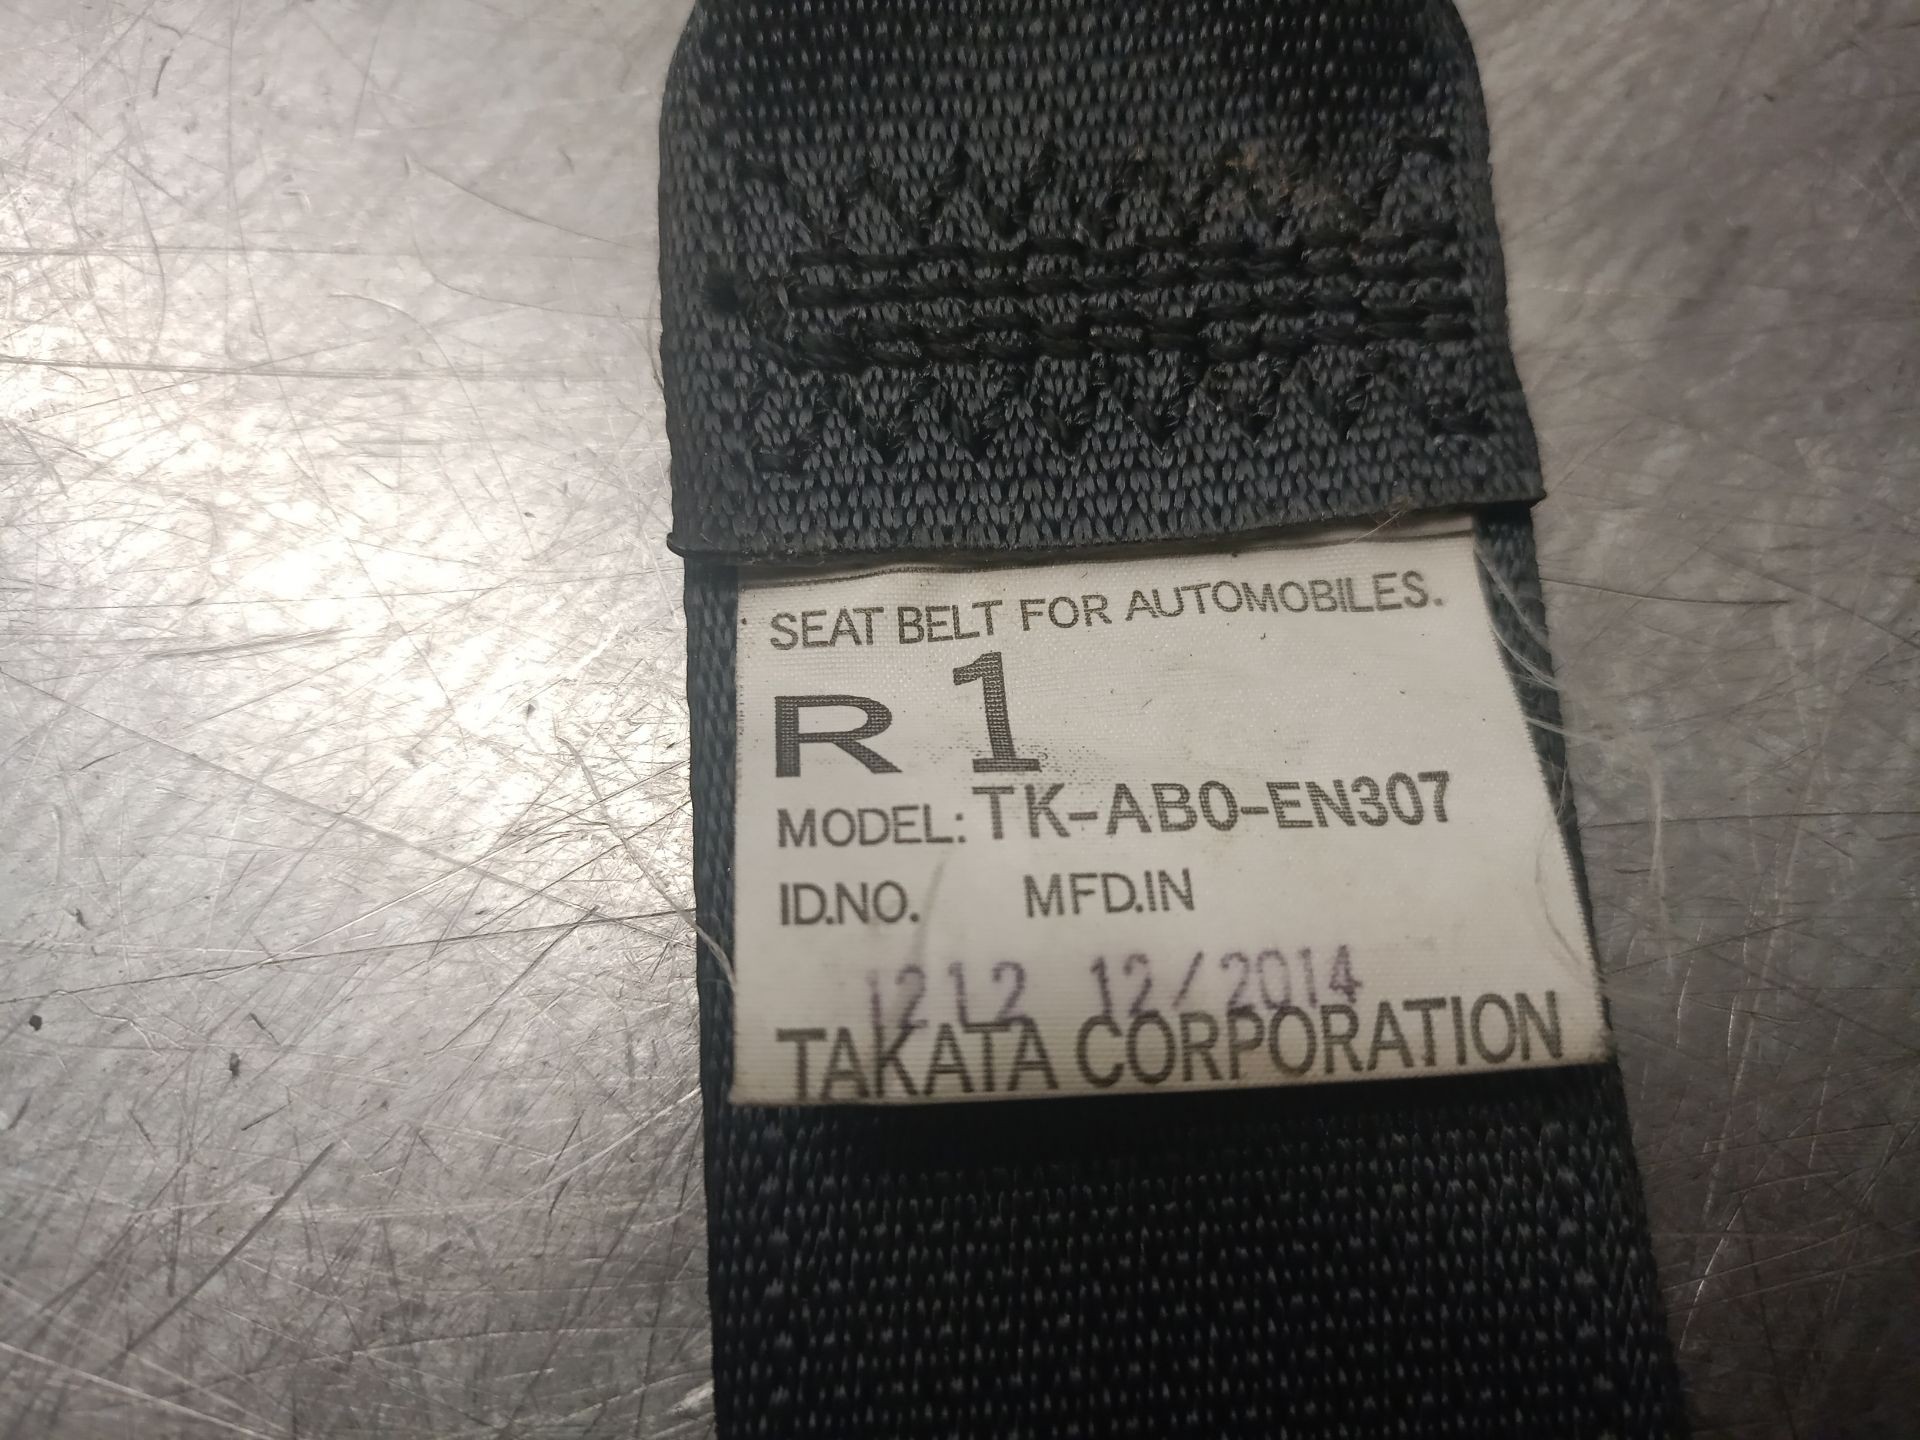 SEAT BELT FOR AUTOMOBILES.
R 1
MODEL: TK-AB0-EN307
ID.NO. MFD.IN
1212 12/2014
TAKATA CORPORATION